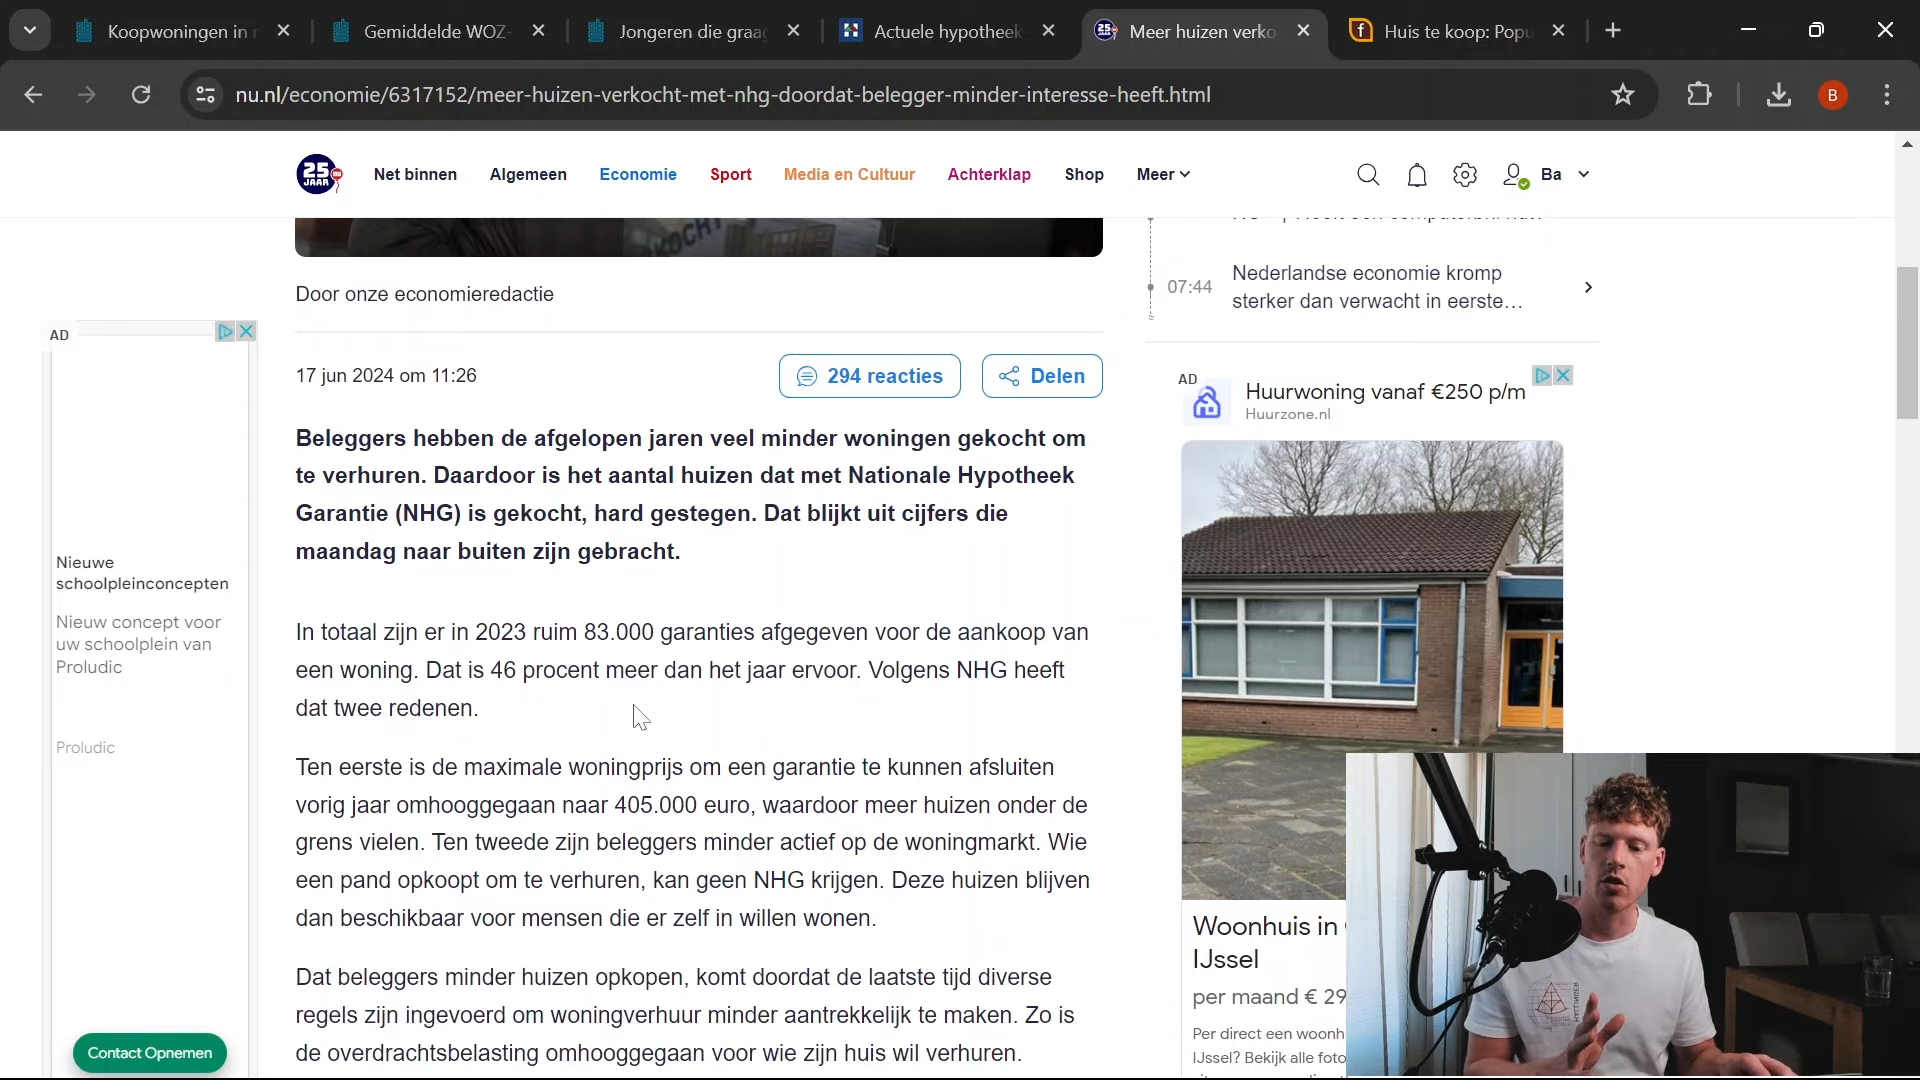 Koopwoningen in
Gemiddelde WOZ-
Jongeren die graag
Actuele hypotheek
Meer huizen verko
Huis te koop: Popu
nu.nl/economie/6317152/meer-huizen-verkocht-met-nhg-doordat-belegger-minder-interesse-heeft.html
B
25
JAAR
NU
Net binnen
Algemeen
Economie
Sport
Media en Cultuur
Achterklap
Shop
Meer
Ba
Door onze economieredactie
17 jun 2024 om 11:26
294 reacties
Delen
Beleggers hebben de afgelopen jaren veel minder woningen gekocht om
te verhuren. Daardoor is het aantal huizen dat met Nationale Hypotheek
Garantie (NHG) is gekocht, hard gestegen. Dat blijkt uit cijfers die
maandag naar buiten zijn gebracht.
In totaal zijn er in 2023 ruim 83.000 garanties afgegeven voor de aankoop van
een woning. Dat is 46 procent meer dan het jaar ervoor. Volgens NHG heeft
dat twee redenen.
Ten eerste is de maximale woningprijs om een garantie te kunnen afsluiten
vorig jaar omhooggegaan naar 405.000 euro, waardoor meer huizen onder de
grens vielen. Ten tweede zijn beleggers minder actief op de woningmarkt. Wie
een pand opkoopt om te verhuren, kan geen NHG krijgen. Deze huizen blijven
dan beschikbaar voor mensen die er zelf in willen wonen.
Dat beleggers minder huizen opkopen, komt doordat de laatste tijd diverse
regels zijn ingevoerd om woningverhuur minder aantrekkelijk te maken. Zo is
de overdrachtsbelasting omhooggegaan voor wie zijn huis wil verhuren.
AD
Nieuwe
schoolpleinconcepten
Nieuw concept voor
uw schoolplein van
Proludic
Proludic
Contact Opnemen
07:44
Nederlandse economie kromp
sterker dan verwacht in eerste...
AD
Huurwoning vanaf €250 p/m
Huurzone.nl
Woonhuis in
IJssel
per maand € 29
Per direct een woonh
IJssel? Bekijk alle foto